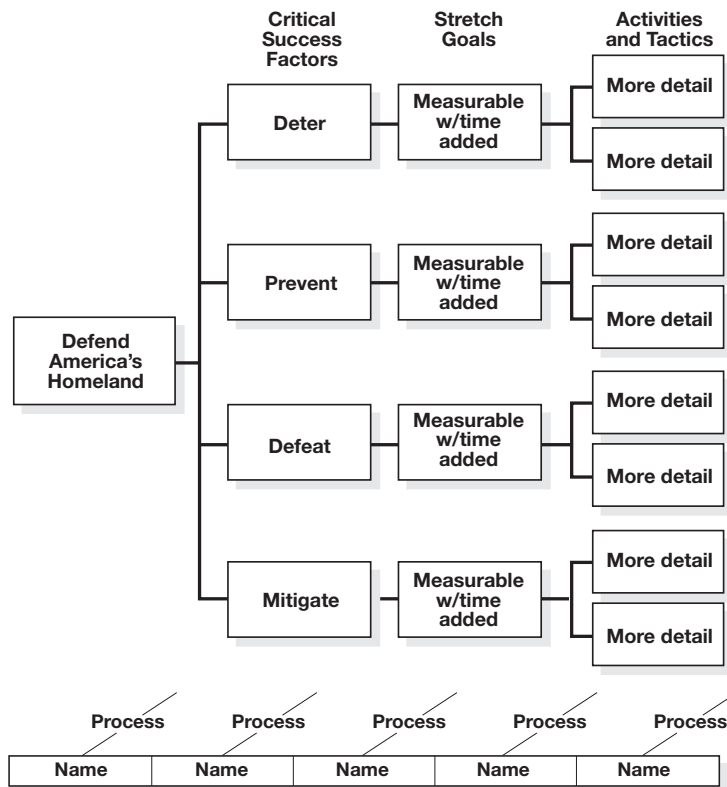 Critical
Success
Factors
Stretch
Goals
Activities
and Tactics
Defend
America’s
Homeland
Deter
Measurable
w/time
added
More detail
More detail
Prevent
Measurable
w/time
added
More detail
More detail
Defeat
Measurable
w/time
added
More detail
More detail
Mitigate
Measurable
w/time
added
More detail
More detail
Process
Process
Process
Process
Process
Name
Name
Name
Name
Name